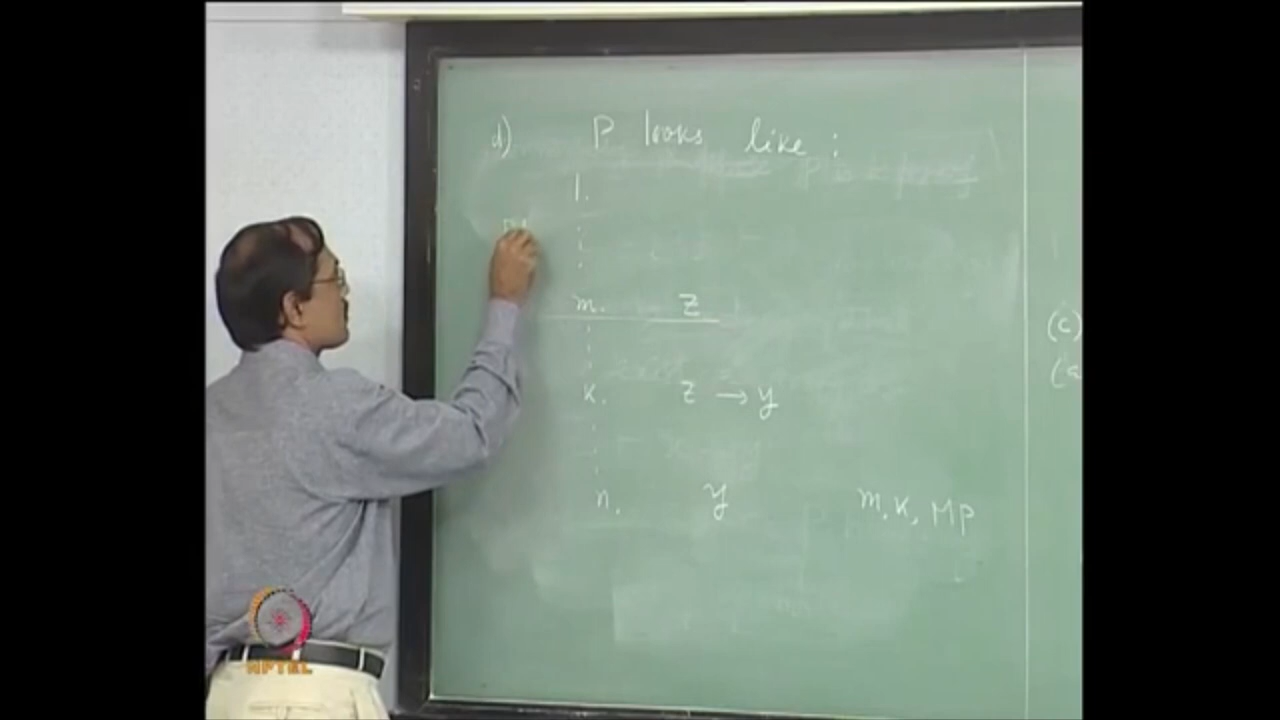 d) P looks like :
1.
m. Z
k. Z → y
n. y m, k, MP
(c)
NPTEL